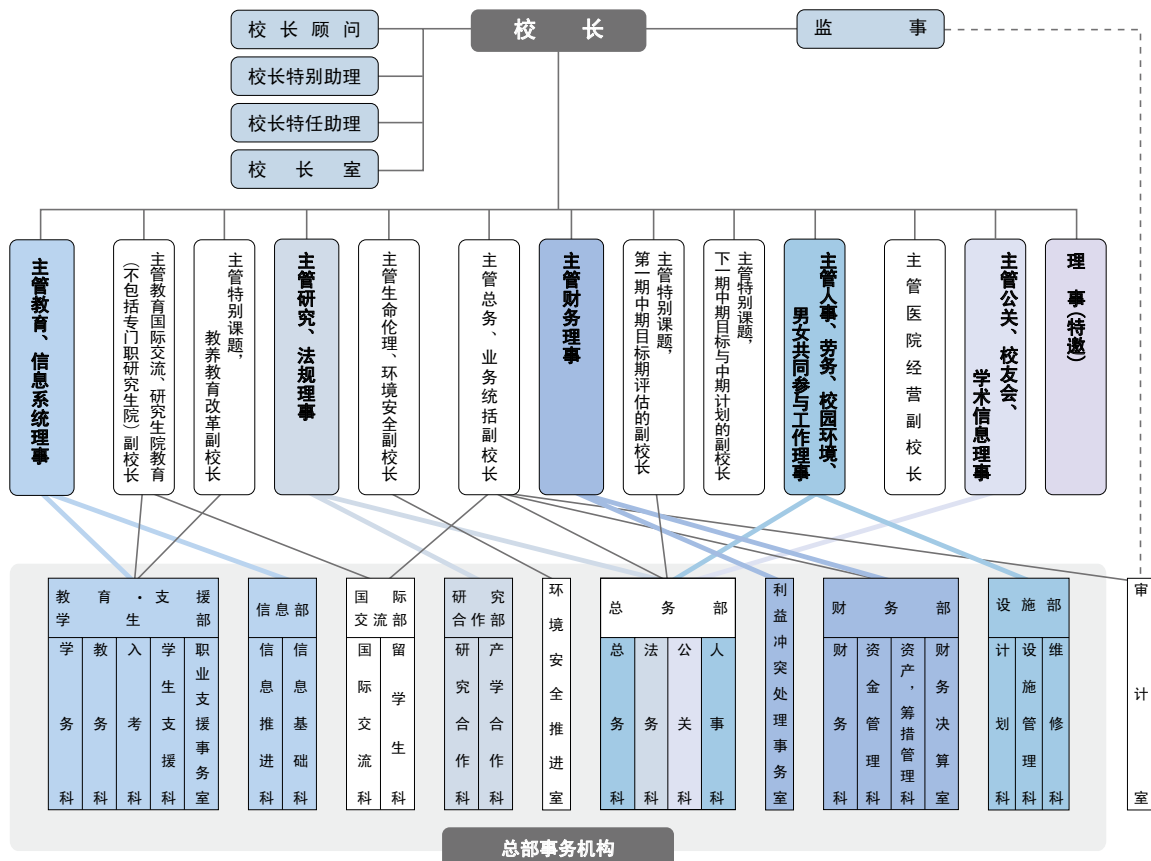 校长
监事
校长顾问
校长特别助理
校长特任助理
校长室
主管教育、信息系统理事
主管教育国际交流、研究生院教育
(不包括专门职研究生院)副校长
主管特别课题，
教养教育改革副校长
主管研究、法规理事
主管生命伦理、环境安全副校长
主管总务、业务统括副校长
主管财务理事
主管特别课题，
第一期中期目标期评估的副校长
主管特别课题，
下一期中期目标与中期计划的副校长
主管人事、劳务、校园环境、
男女共同参与工作理事
主管医院经营副校长
主管公关、校友会、
学术信息理事
理事(特邀)
教育・支援
学生部
学务科
教务科
入考科
学生支援科
职业支援事务室
信息部
信息推进科
信息基础科
国际
交流部
国际交流科
留学生科
研究
合作部
研究合作科
产学合作科
环境安全推进室
总务部
总务科
法务科
公关科
人事科
利益冲突处理事务室
财务部
财务科
资金管理科
资产，筹措管理科
财务决算室
设施部
计划科
设施管理科
维修科
审计室
总部事务机构